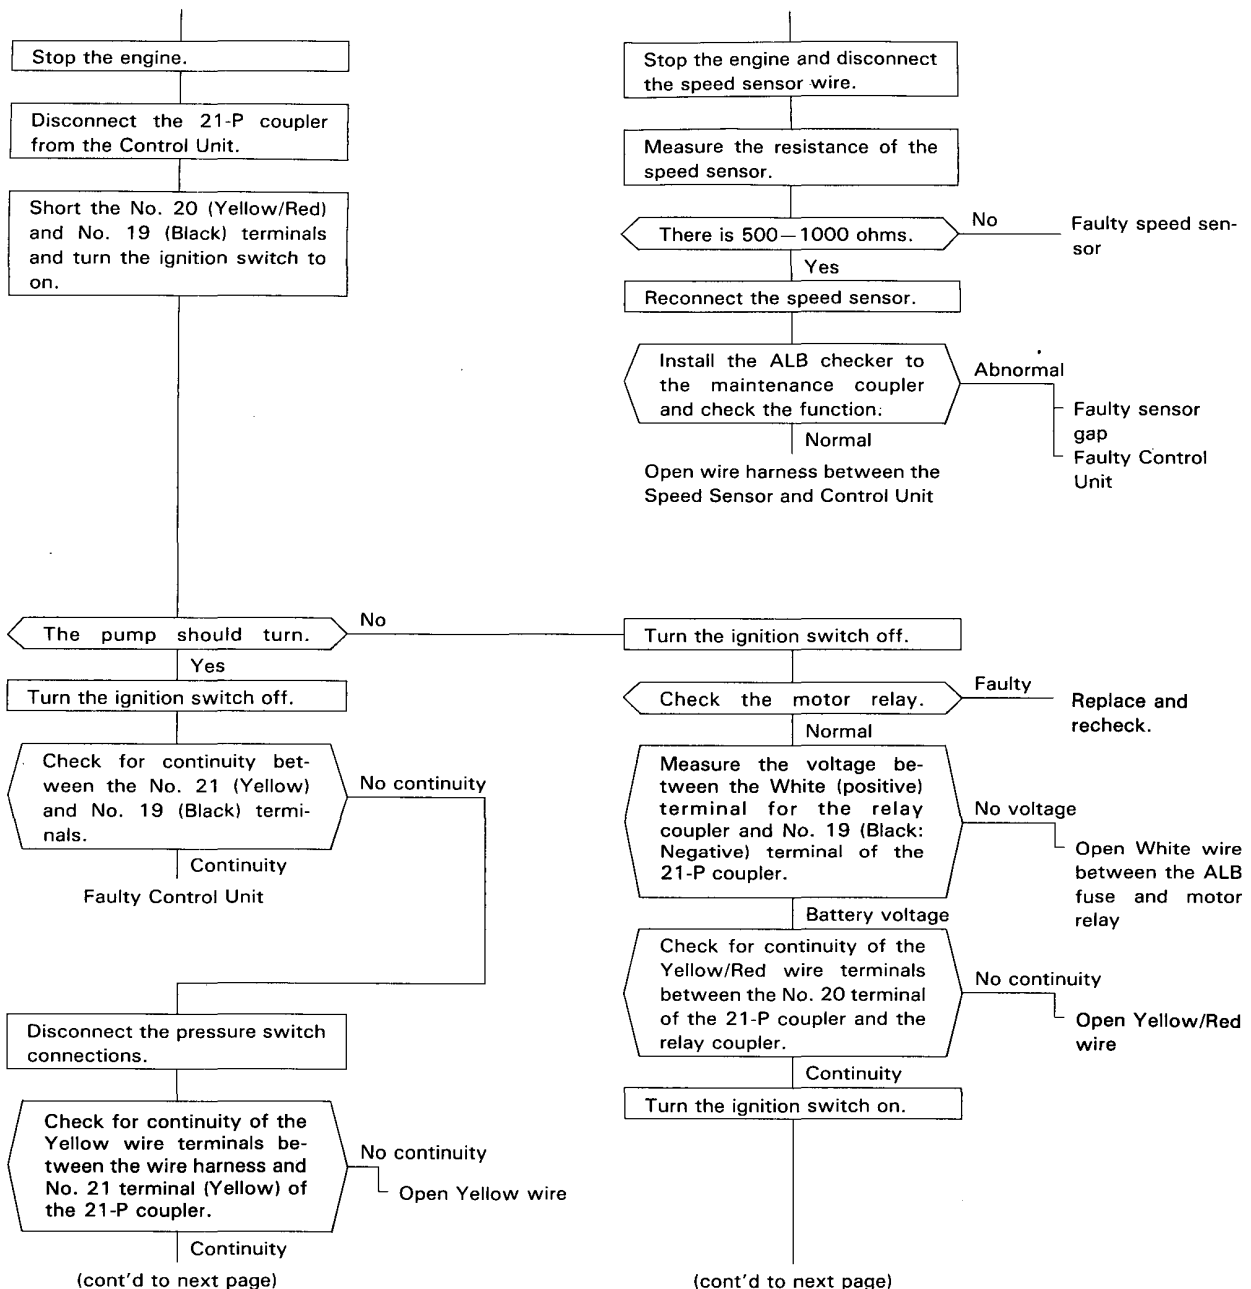 Stop the engine.
Disconnect the 21-P coupler
from the Control Unit.
Short the No. 20 (Yellow/Red)
and No. 19 (Black) terminals
and turn the ignition switch to
on.
Stop the engine and disconnect
the speed sensor wire.
Measure the resistance of the
speed sensor.
There is 500—1000 ohms.
No
Faulty speed sen-
sor
Yes
Reconnect the speed sensor.
Install the ALB checker to
the maintenance coupler
and check the function.
Abnormal
Faulty sensor
gap
Faulty Control
Unit
Normal
Open wire harness between the
Speed Sensor and Control Unit
The pump should turn.
No
Yes
Turn the ignition switch off.
Check for continuity bet-
ween the No. 21 (Yellow)
and No. 19 (Black) termi-
nals.
No continuity
Continuity
Faulty Control Unit
Disconnect the pressure switch
connections.
Check for continuity of the
Yellow wire terminals be-
tween the wire harness and
No. 21 terminal (Yellow) of
the 21-P coupler.
No continuity
Open Yellow wire
Continuity
(cont'd to next page)
Turn the ignition switch off.
Check the motor relay.
Faulty
Replace and
recheck.
Normal
Measure the voltage be-
tween the White (positive)
terminal for the relay
coupler and No. 19 (Black:
Negative) terminal of the
21-P coupler.
No voltage
Open White wire
between the ALB
fuse and motor
relay
Battery voltage
Check for continuity of the
Yellow/Red wire terminals
between the No. 20 terminal
of the 21-P coupler and the
relay coupler.
No continuity
Open Yellow/Red
wire
Continuity
Turn the ignition switch on.
(cont'd to next page)